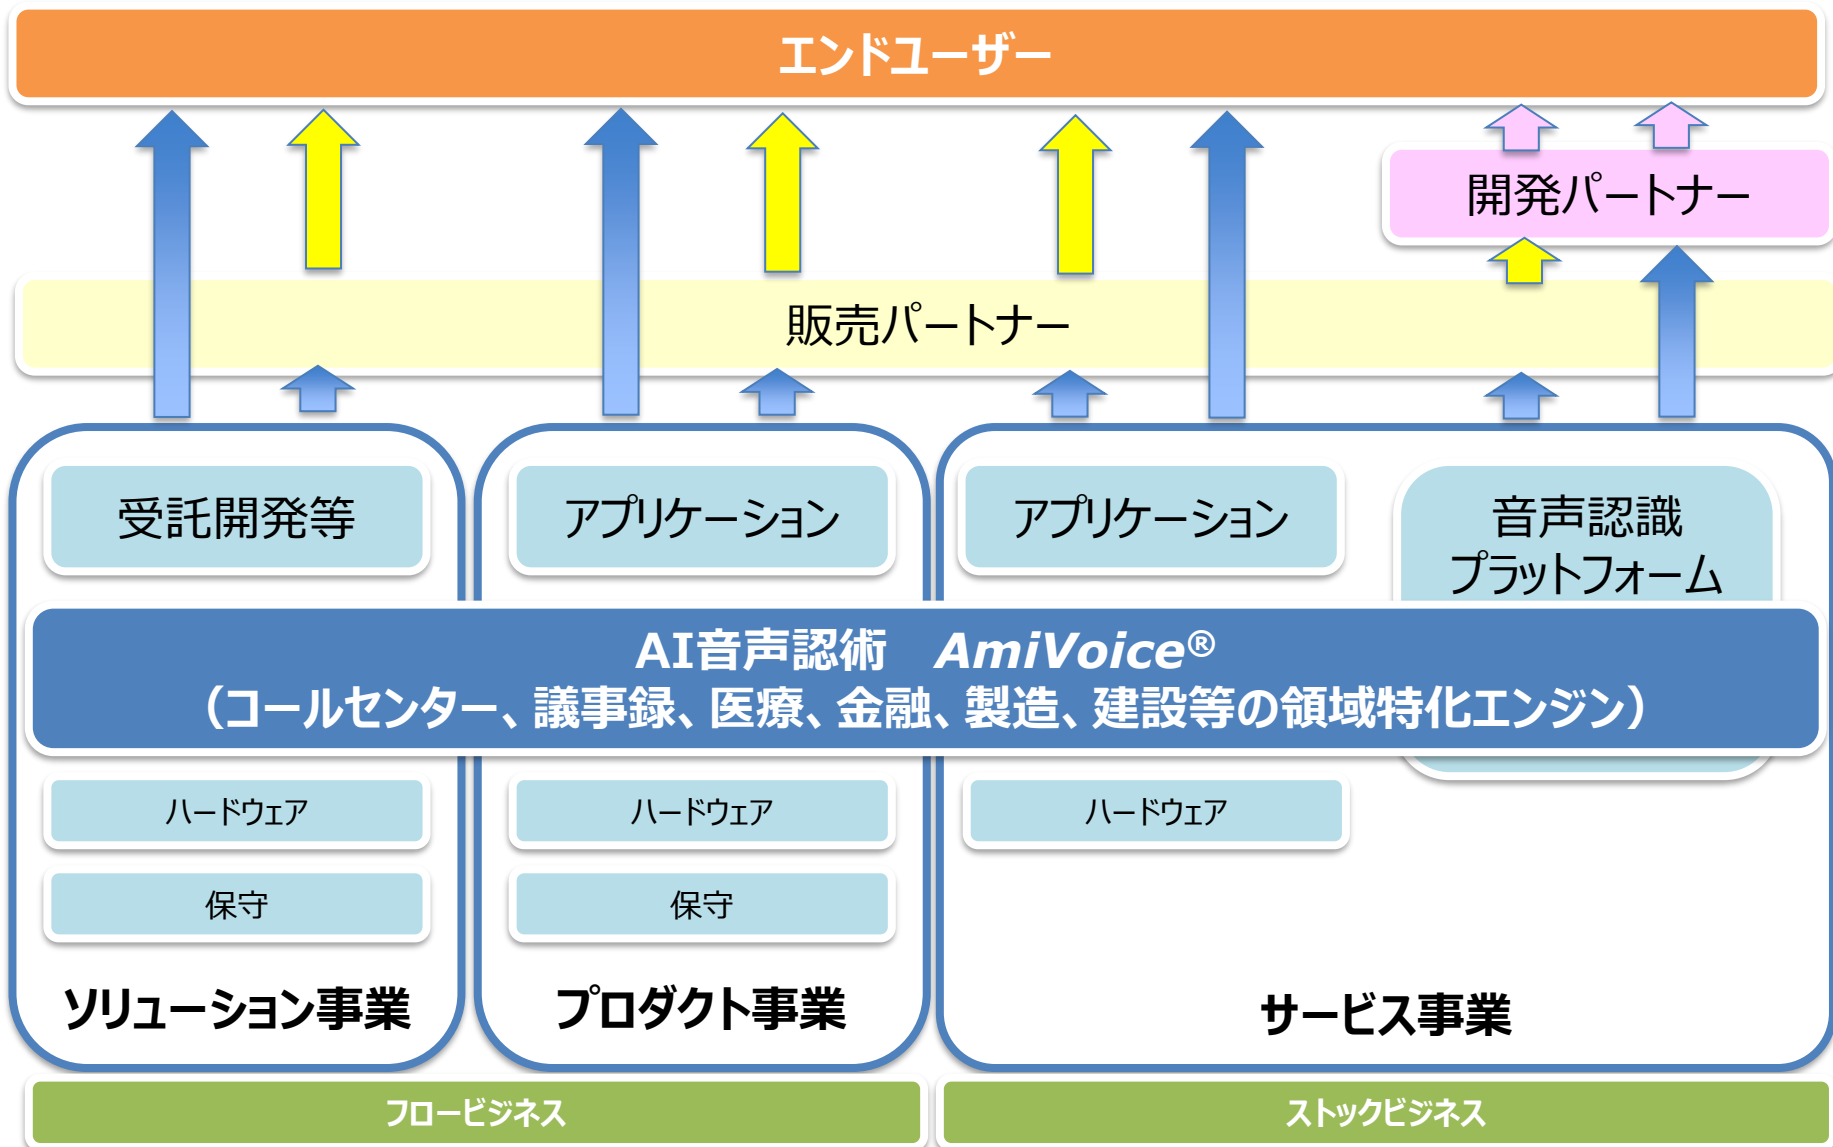 エンドユーザー
開発パートナー
販売パートナー
受託開発等
アプリケーション
アプリケーション
音声認識
プラットフォーム
AI音声認術　AmiVoice®
（コールセンター、議事録、医療、金融、製造、建設等の領域特化エンジン）
ハードウェア
ハードウェア
ハードウェア
保守
保守
ソリューション事業
プロダクト事業
サービス事業
フロービジネス
ストックビジネス